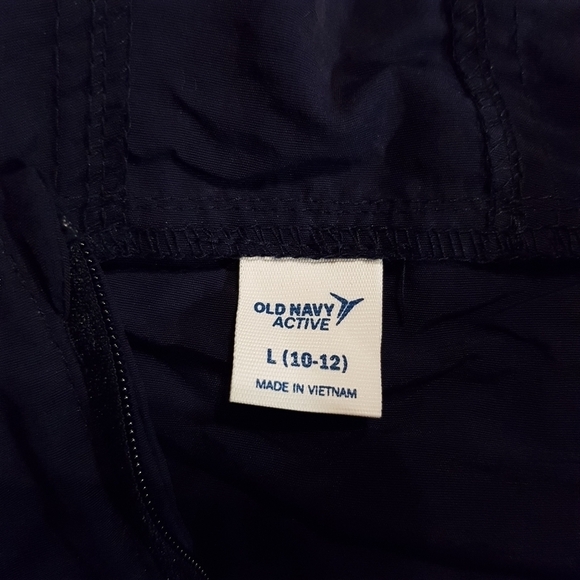 OLD NAVY
ACTIVE
L (10-12)
MADE IN VIETNAM